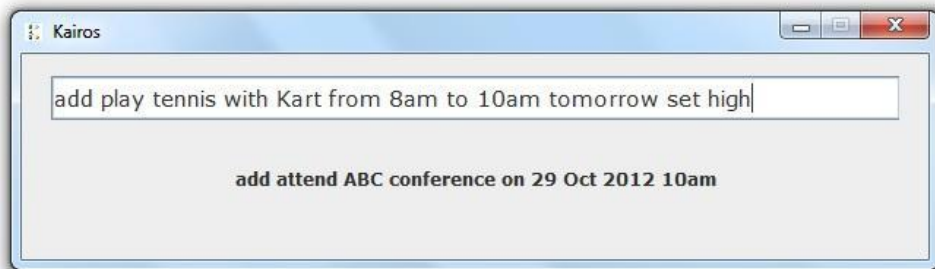 Kairos
add play tennis with Kart from 8am to 10am tomorrow set high
add attend ABC conference on 29 Oct 2012 10am